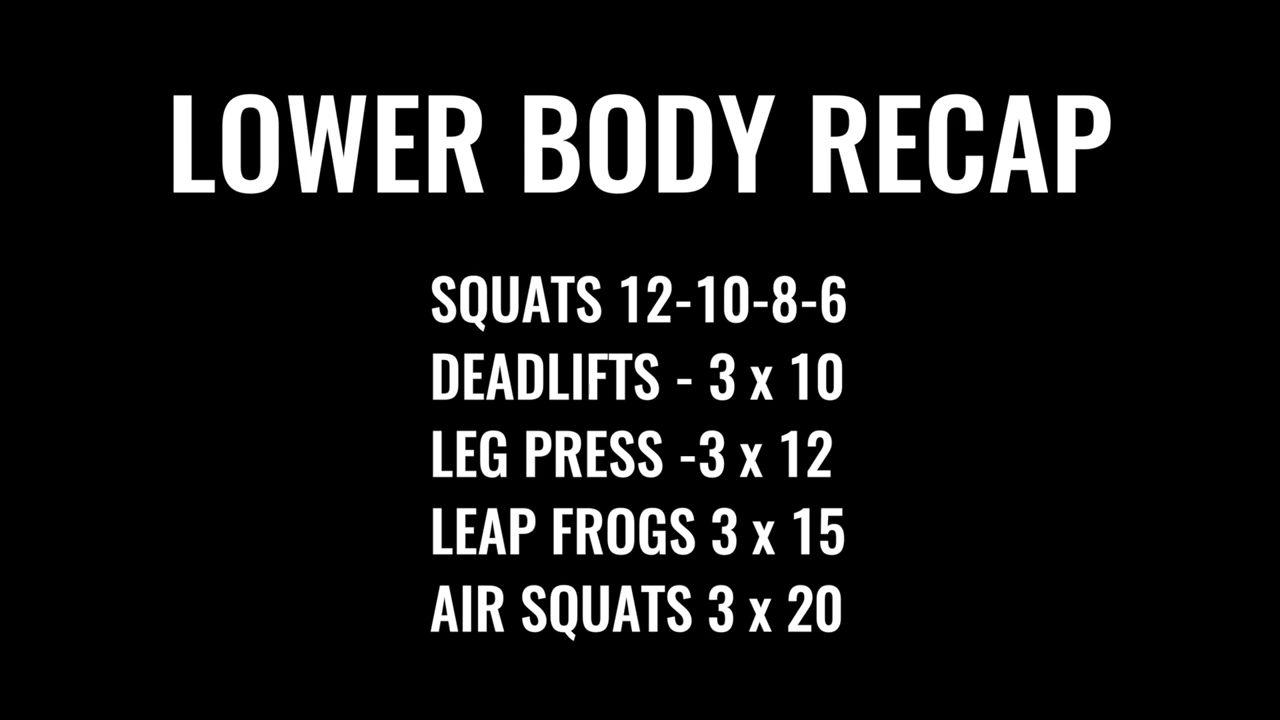 LOWER BODY RECAP
SQUATS 12-10-8-6
DEADLIFTS - 3 x 10
LEG PRESS -3 x 12
LEAP FROGS 3 x 15
AIR SQUATS 3 x 20